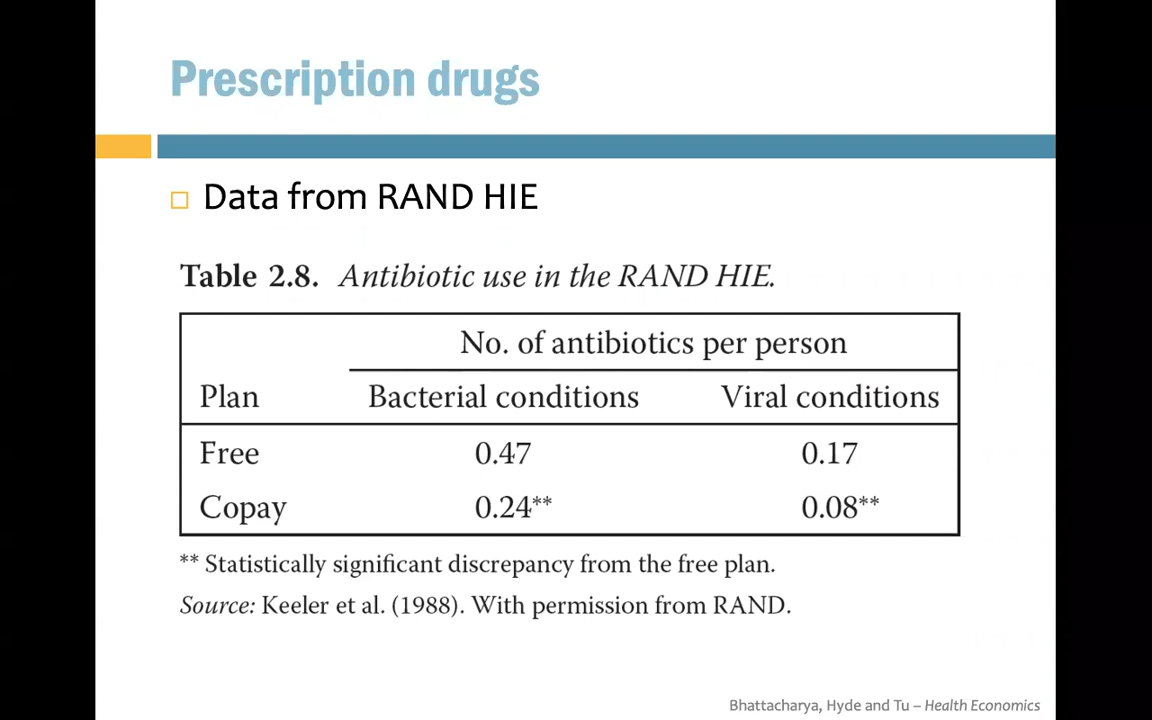 Prescription drugs
Data from RAND HIE
Table 2.8. Antibiotic use in the RAND HIE.
No. of antibiotics per person
Plan Bacterial conditions Viral conditions
Free 0.47 0.17
Copay 0.24** 0.08**
** Statistically significant discrepancy from the free plan.
Source: Keeler et al. (1988). With permission from RAND.
Bhattacharya, Hyde and Tu – Health Economics